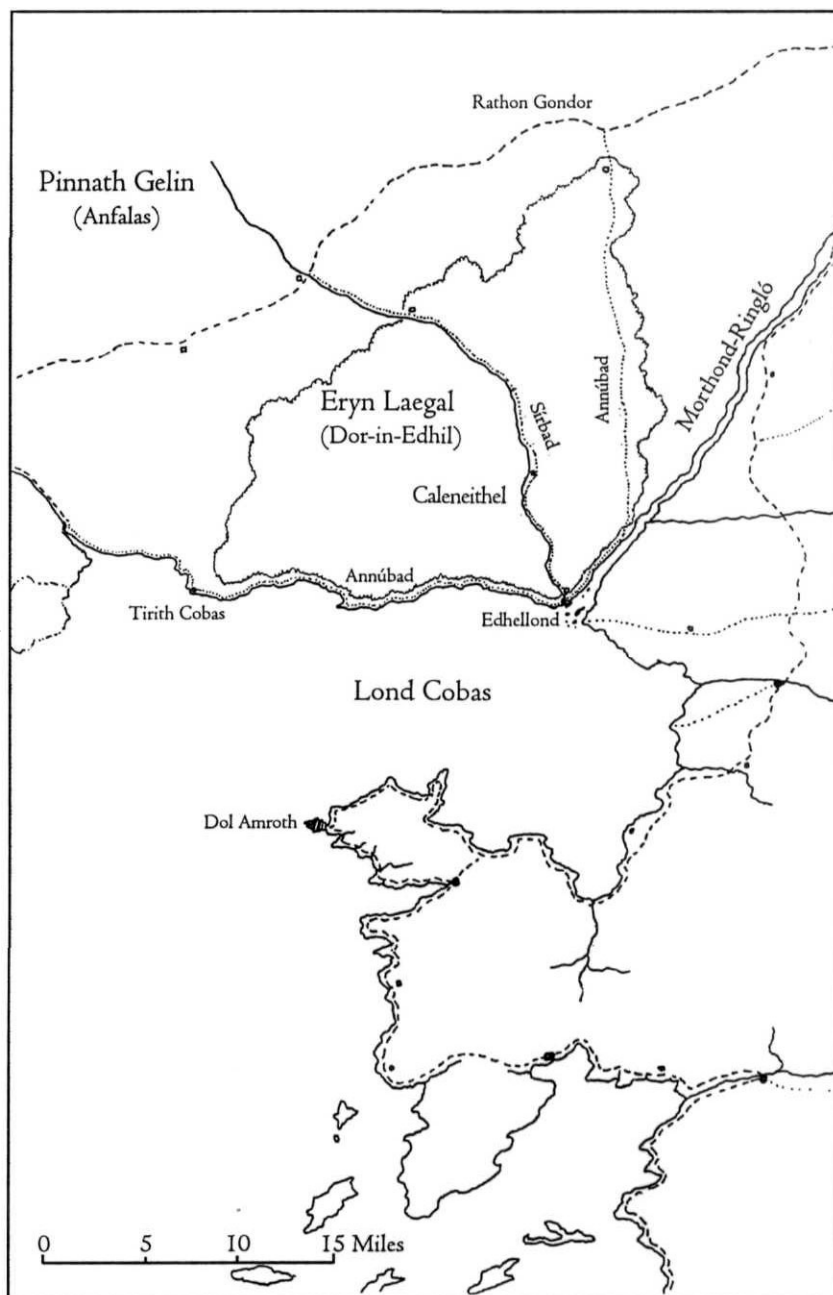 Rathon Gondor
Pinnath Gelin
(Anfalas)
Morthond-Ringló
Eryn Laegal
(Dor-in-Edhil)
Sírbad
Annúbad
Caleneithel
Annúbad
Tirith Cobas
Edhellond
Lond Cobas
Dol Amroth
0 5 10 15 Miles